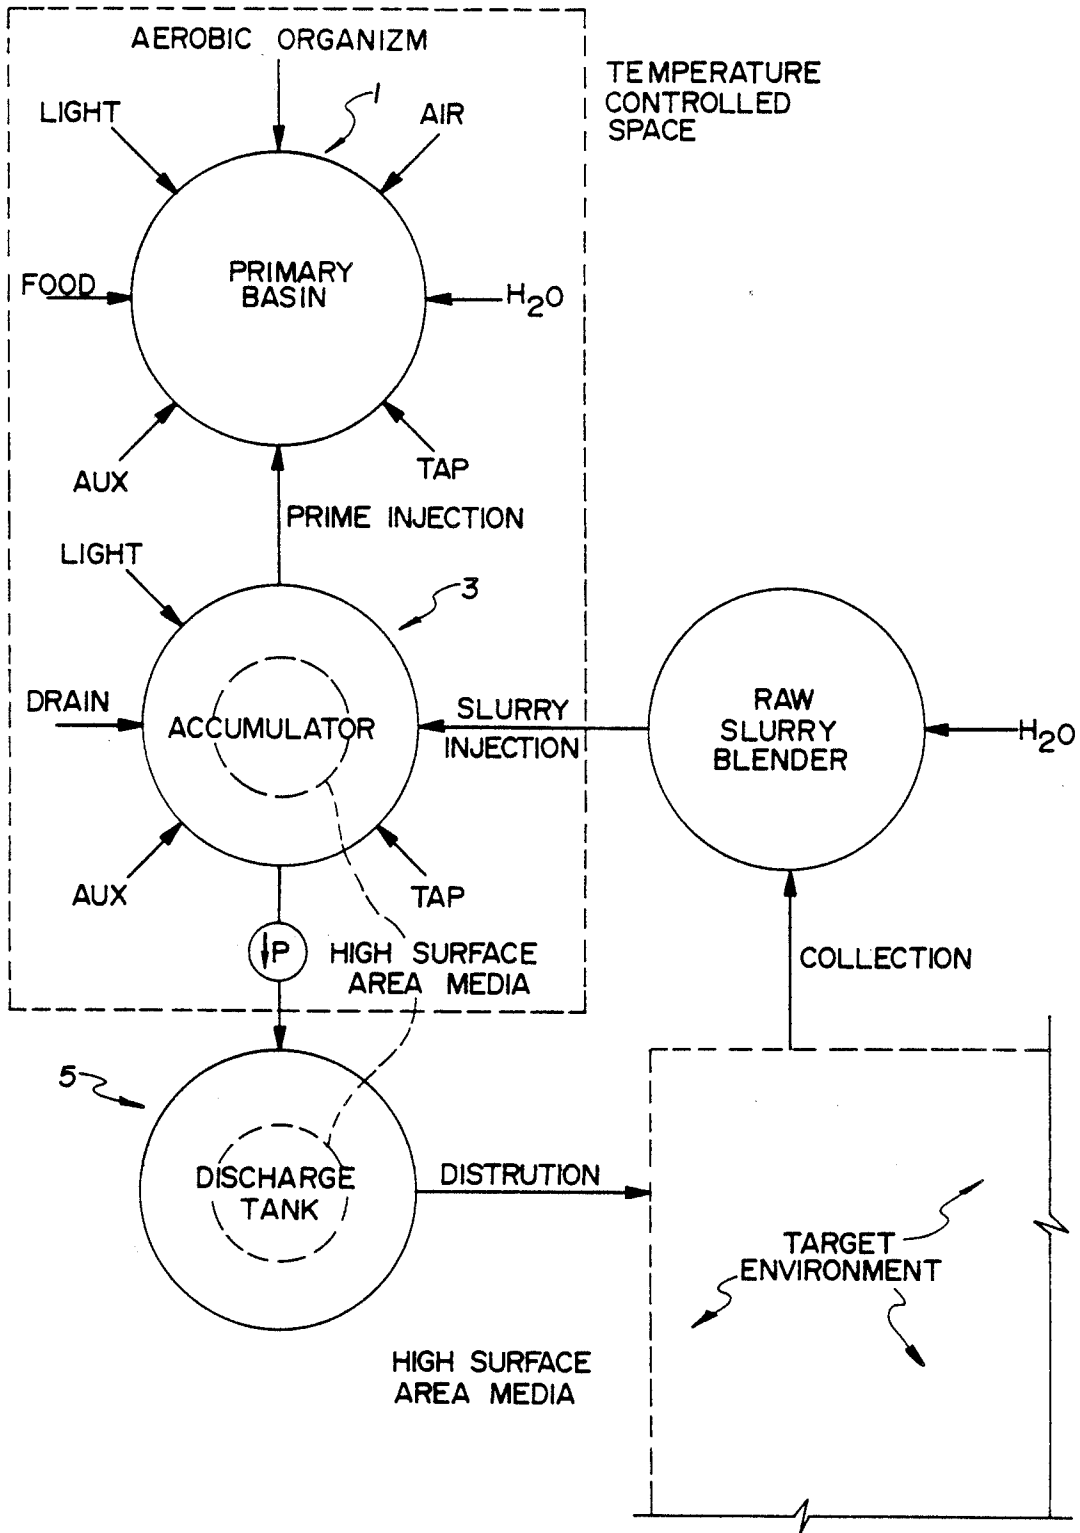 AEROBIC ORGANIZM
TEMPERATURE
CONTROLLED
SPACE
1
LIGHT
AIR
PRIMARY
BASIN
FOOD
H2O
AUX
TAP
PRIME INJECTION
LIGHT
3
DRAIN
ACCUMULATOR
SLURRY
INJECTION
RAW
SLURRY
BLENDER
H2O
AUX
TAP
P
HIGH SURFACE
AREA MEDIA
COLLECTION
5
DISCHARGE
TANK
DISTRUTION
TARGET
ENVIRONMENT
HIGH SURFACE
AREA MEDIA